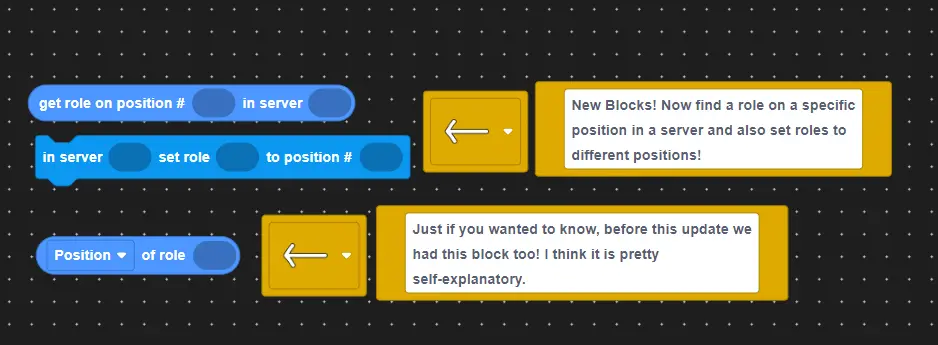 get role on position # in server
New Blocks! Now find a role on a specific
position in a server and also set roles to
different positions!
in server set role to position #
Position of role
Just if you wanted to know, before this update we
had this block too! I think it is pretty
self-explanatory.